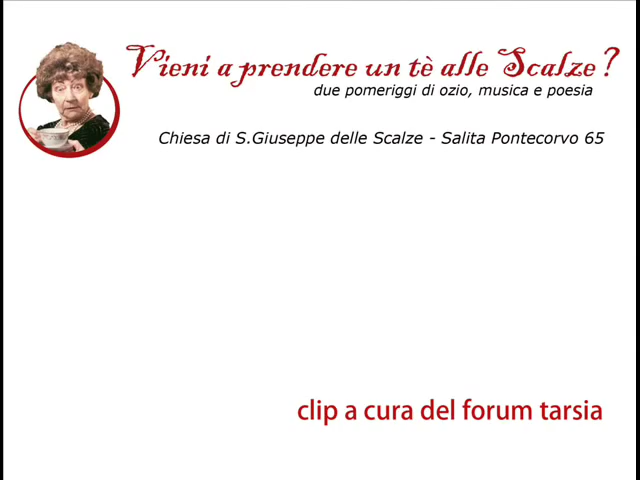 Vieni a prendere un tè alle Scalze?
due pomeriggi di ozio, musica e poesia
Chiesa di S.Giuseppe delle Scalze - Salita Pontecorvo 65
clip a cura del forum tarsia